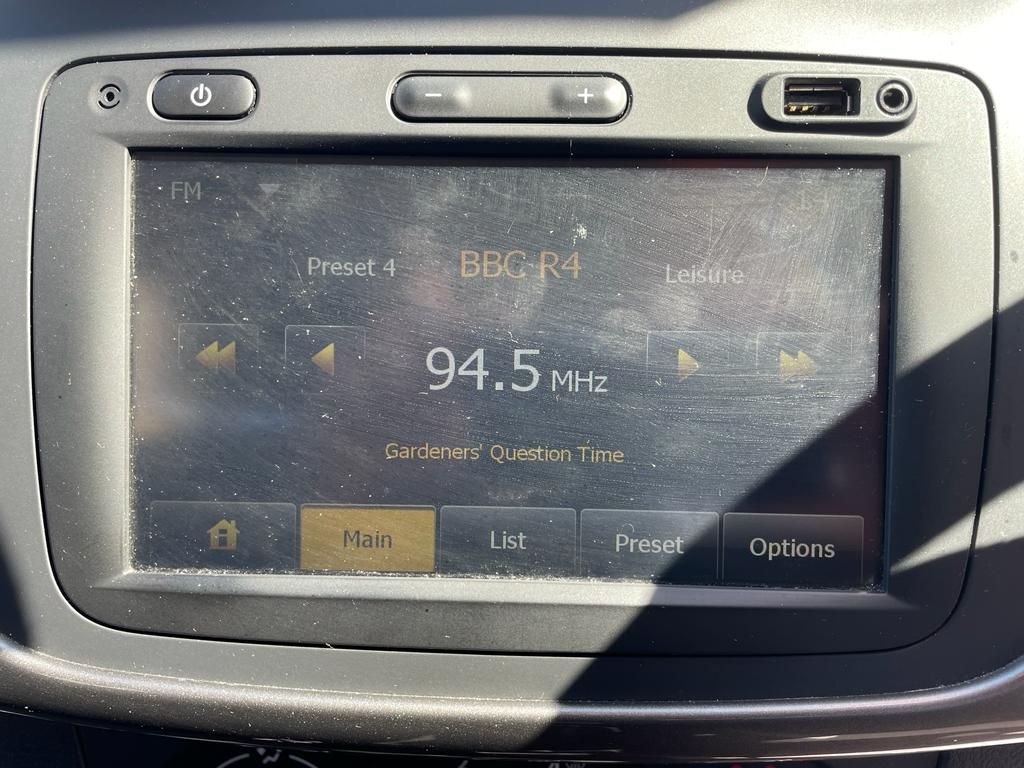 FM
Preset 4
BBC R4
Leisure
94.5 MHz
Gardeners' Question Time
Main
List
Preset
Options